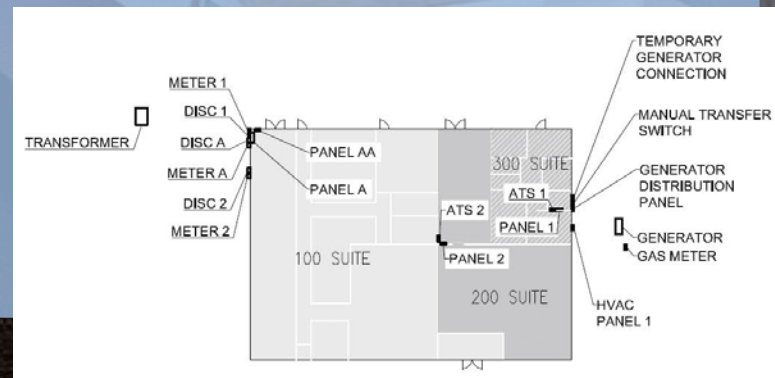 METER 1
DISC 1
TRANSFORMER
DISC A
METER A
DISC 2
METER 2
PANEL AA
PANEL A
ATS 2
PANEL 2
100 SUITE
200 SUITE
300 SUITE
ATS 1
PANEL 1
TEMPORARY
GENERATOR
CONNECTION
MANUAL TRANSFER
SWITCH
GENERATOR
DISTRIBUTION
PANEL
GENERATOR
GAS METER
HVAC
PANEL 1